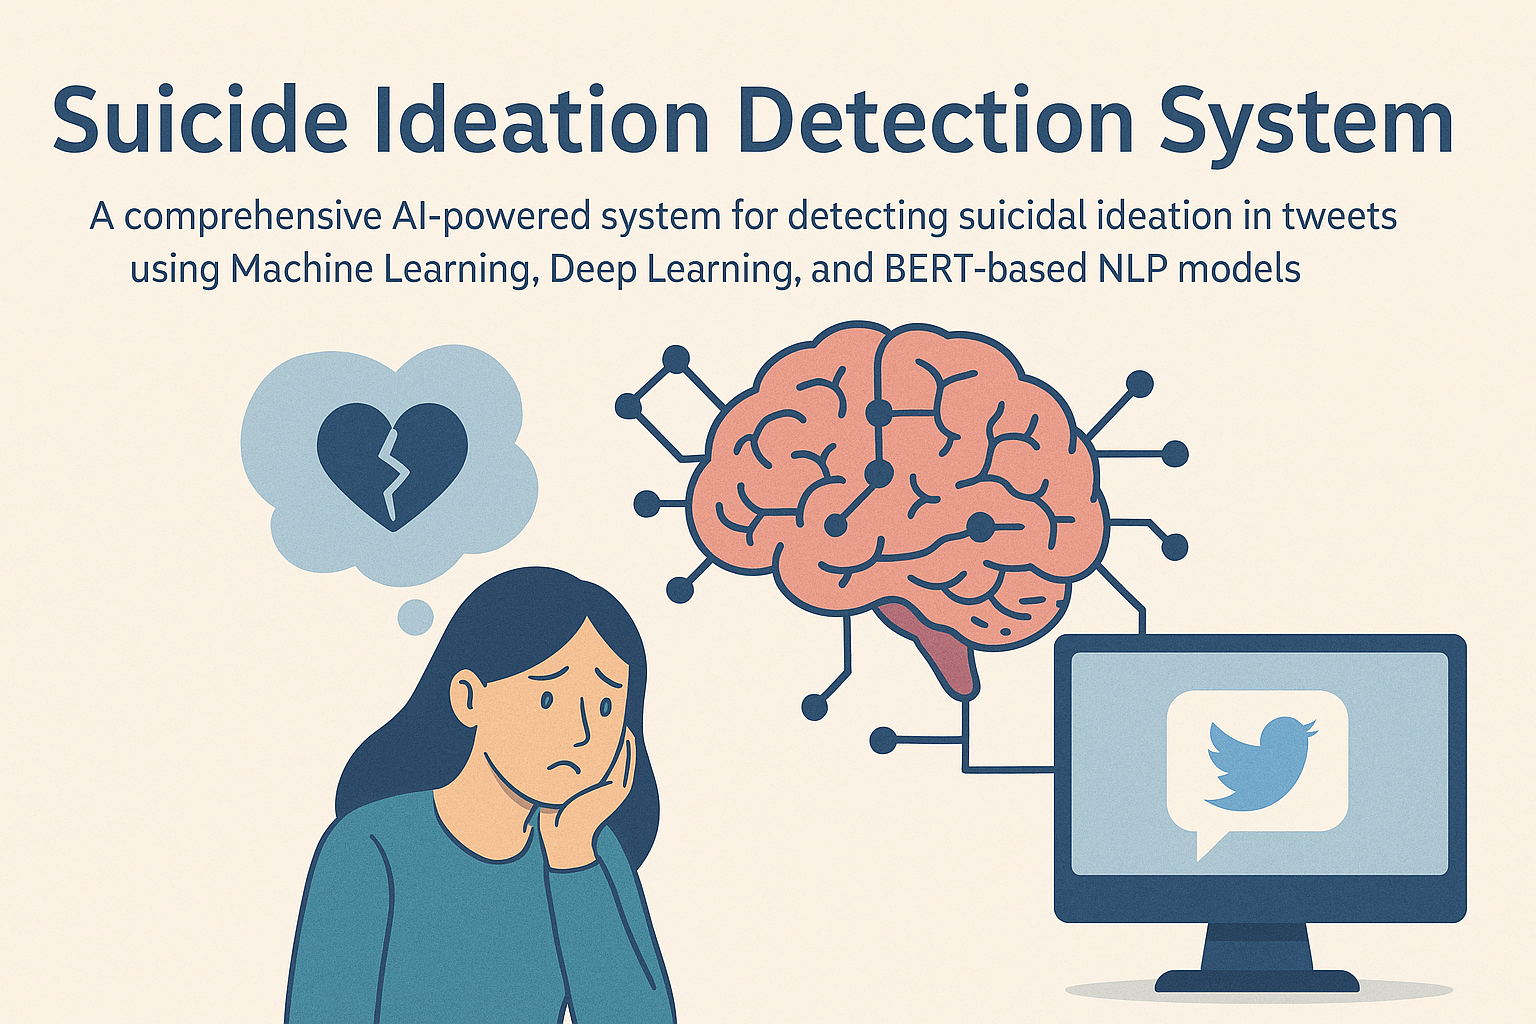 Suicide Ideation Detection System
A comprehensive AI-powered system for detecting suicidal ideation in tweets
using Machine Learning, Deep Learning, and BERT-based NLP models